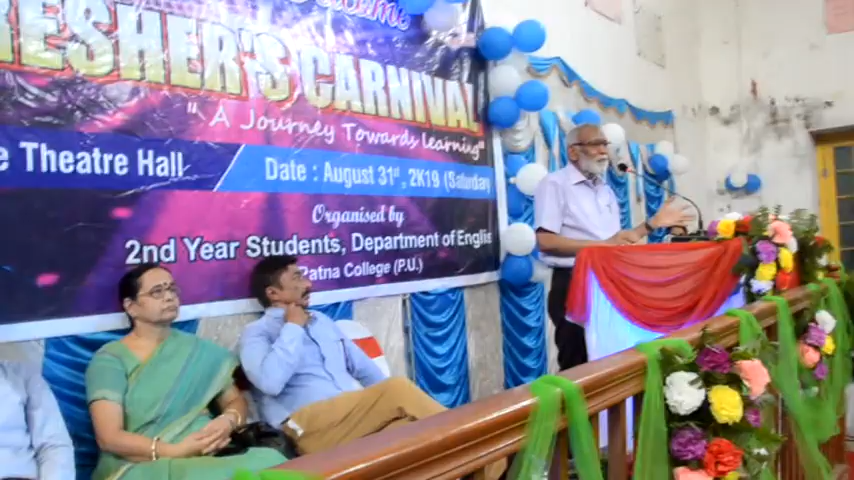 RESHER'S CARNIVAL
"A Journey Towards Learning..."
Theatre Hall
Date : August 31st, 2K19 (Saturday)
Organised by
2nd Year Students, Department of Englis
Patna College (P.U.)